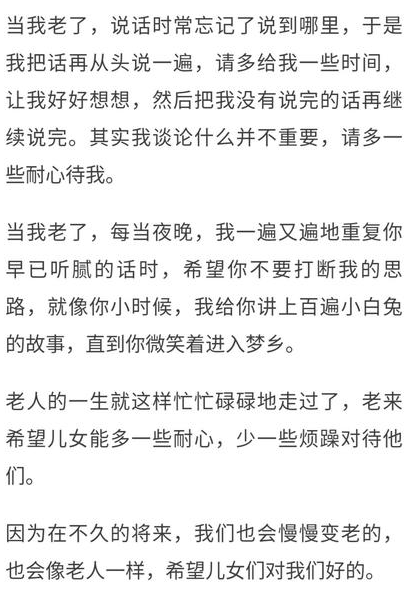 当我老了，说话时常忘记了说到哪里，于是
我把话再从头说一遍，请多给我一些时间，
让我好好想想，然后把我没有说完的话再继
续说完。其实我谈论什么并不重要，请多一
些耐心待我。
当我老了，每当夜晚，我一遍又遍地重复你
早已听腻的话时，希望你不要打断我的思
路，就像你小时候，我给你讲上百遍小白兔
的故事，直到你微笑着进入梦乡。
老人的一生就这样忙忙碌碌地走过了，老来
希望儿女能多一些耐心，少一些烦躁对待他
们。
因为在不久的将来，我们也会慢慢变老的，
也会像老人一样，希望儿女们对我们好的。